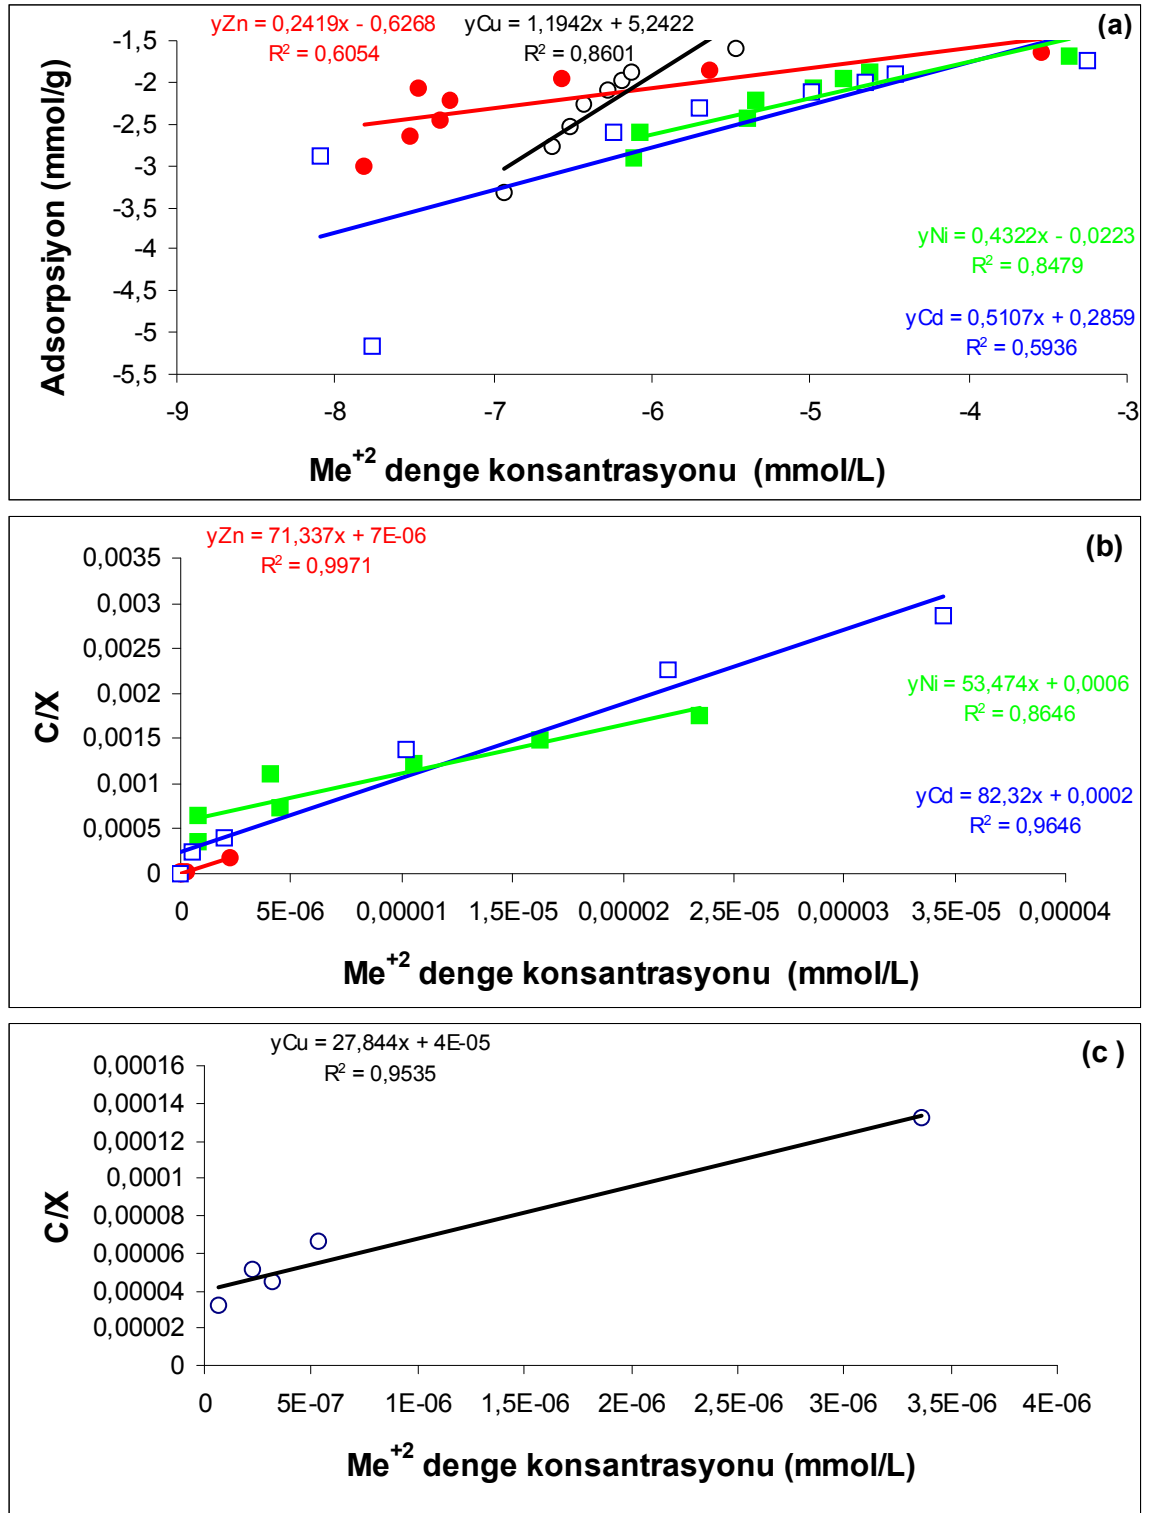 yZn = 0,2419x - 0,6268 yCu = 1,1942x + 5,2422 (a)
R² = 0,6054 R² = 0,8601
-1,5
-2
-2,5
-3
-3,5
-4
-4,5
-5
-5,5
Adsorpsiyon (mmol/g)
yNi = 0,4322x - 0,0223
R² = 0,8479
yCd = 0,5107x + 0,2859
R² = 0,5936
-9 -8 -7 -6 -5 -4 -3
Me⁺² denge konsantrasyonu (mmol/L)
yZn = 71,337x + 7E-06 (b)
R² = 0,9971
0,0035
0,003
0,0025
0,002
0,0015
0,001
0,0005
0
C/X
yNi = 53,474x + 0,0006
R² = 0,8646
yCd = 82,32x + 0,0002
R² = 0,9646
0 5E-06 0,00001 1,5E-05 0,00002 2,5E-05 0,00003 3,5E-05 0,00004
Me⁺² denge konsantrasyonu (mmol/L)
yCu = 27,844x + 4E-05 (c )
R² = 0,9535
0,00016
0,00014
0,00012
0,0001
0,00008
0,00006
0,00004
0,00002
0
C/X
0 5E-07 1E-06 1,5E-06 2E-06 2,5E-06 3E-06 3,5E-06 4E-06
Me⁺² denge konsantrasyonu (mmol/L)